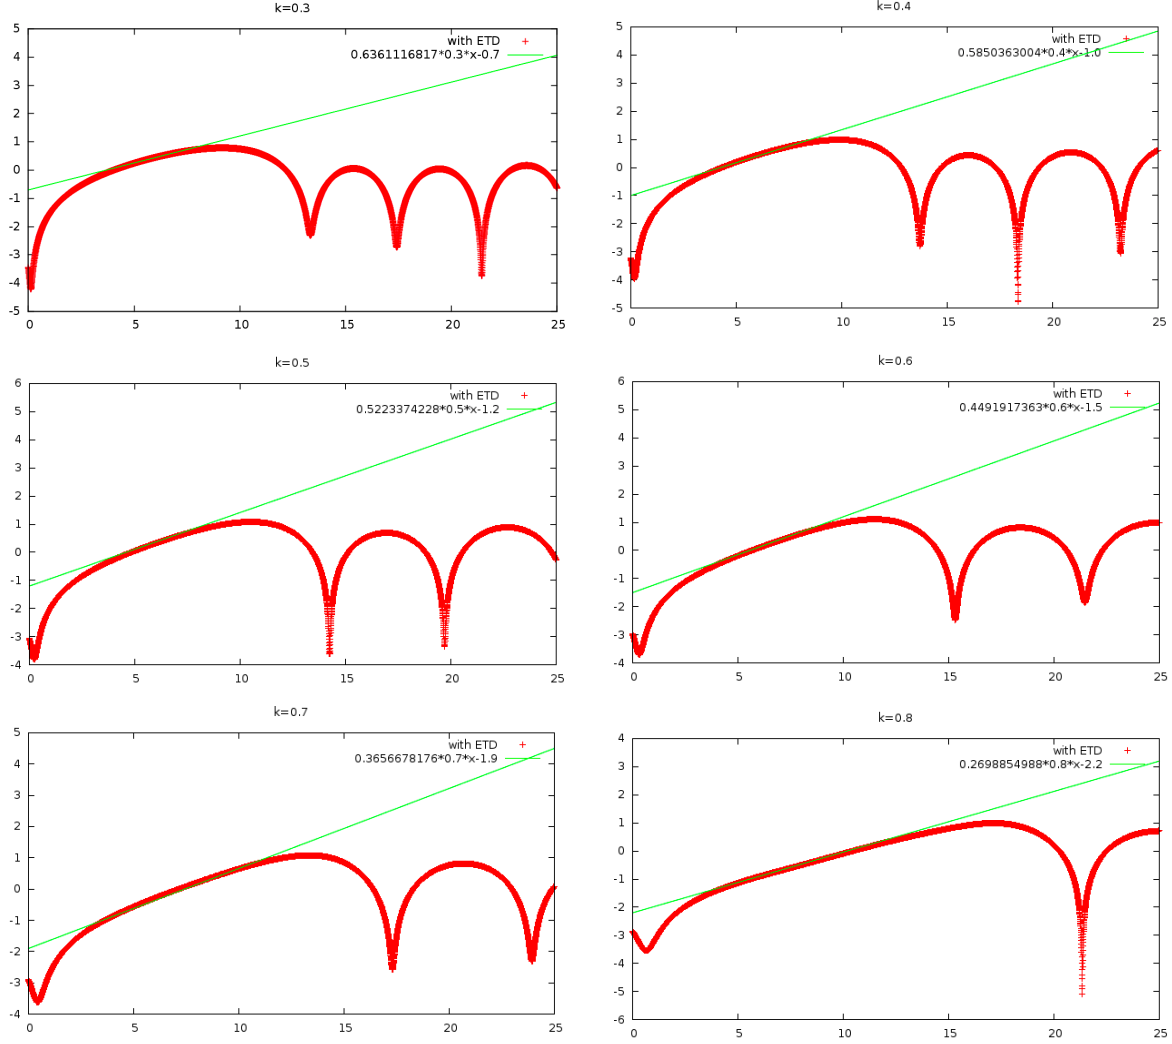 k=0.3
with ETD
0.6361116817*0.3*x-0.7
5
4
3
2
1
0
-1
-2
-3
-4
-5
0 5 10 15 20 25
k=0.4
with ETD
0.5850363004*0.4*x-1.0
5
4
3
2
1
0
-1
-2
-3
-4
-5
0 5 10 15 20 25
k=0.5
with ETD
0.5223374228*0.5*x-1.2
6
5
4
3
2
1
0
-1
-2
-3
-4
0 5 10 15 20 25
k=0.6
with ETD
0.4491917363*0.6*x-1.5
6
5
4
3
2
1
0
-1
-2
-3
-4
0 5 10 15 20 25
k=0.7
with ETD
0.3656678176*0.7*x-1.9
5
4
3
2
1
0
-1
-2
-3
-4
0 5 10 15 20 25
k=0.8
with ETD
0.2698854988*0.8*x-2.2
4
3
2
1
0
-1
-2
-3
-4
-5
-6
0 5 10 15 20 25